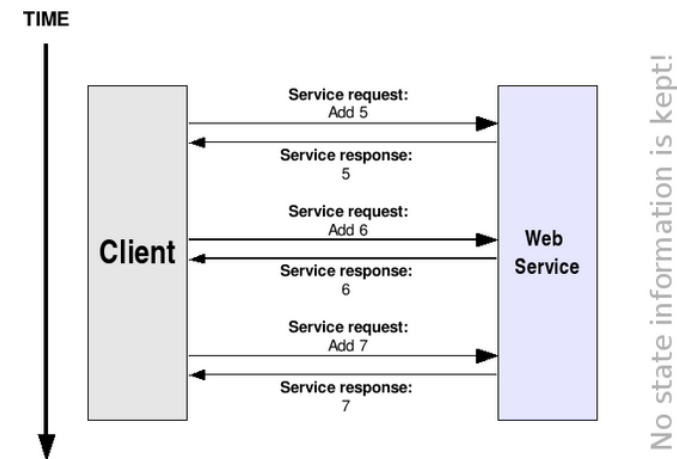 TIME
Service request:
Add 5
Service response:
5
Service request:
Add 6
Service response:
6
Service request:
Add 7
Service response:
7
Client
Web
Service
No state information is kept!